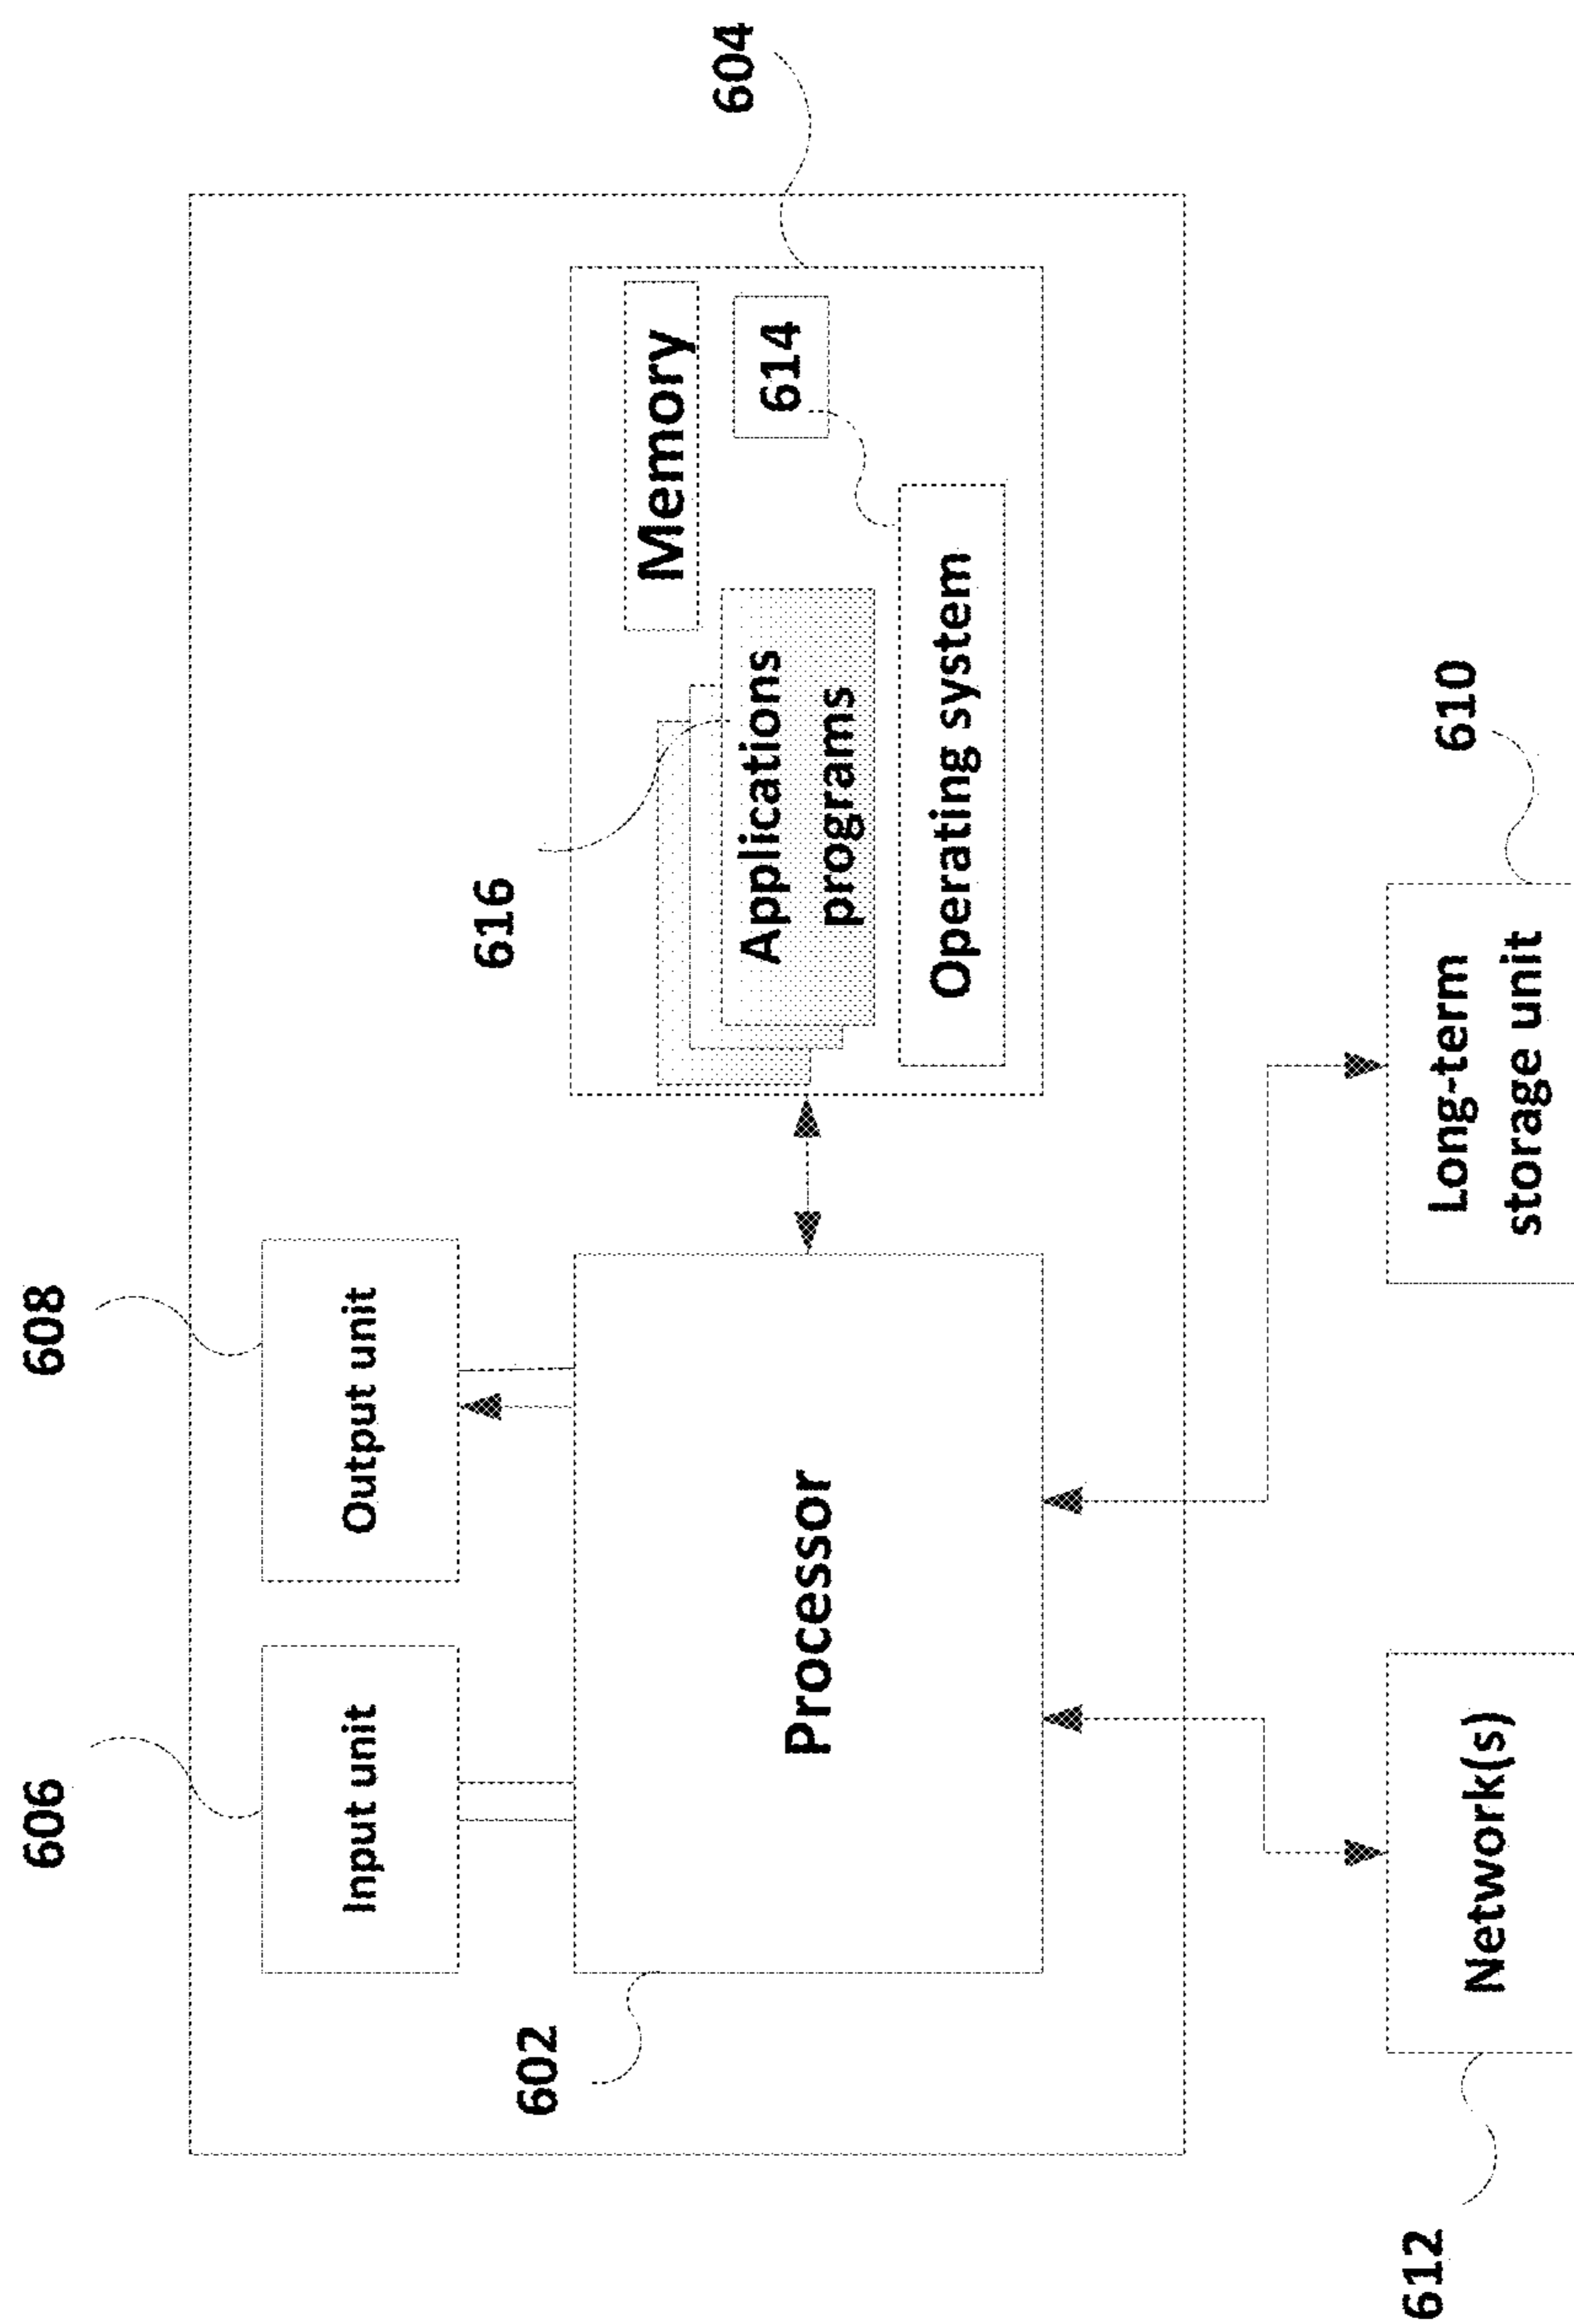 606
608
Input unit
Output unit
616
604
602
Processor
Memory
Applications
programs
614
Operating system
612
Network(s)
610
Long-term
storage unit